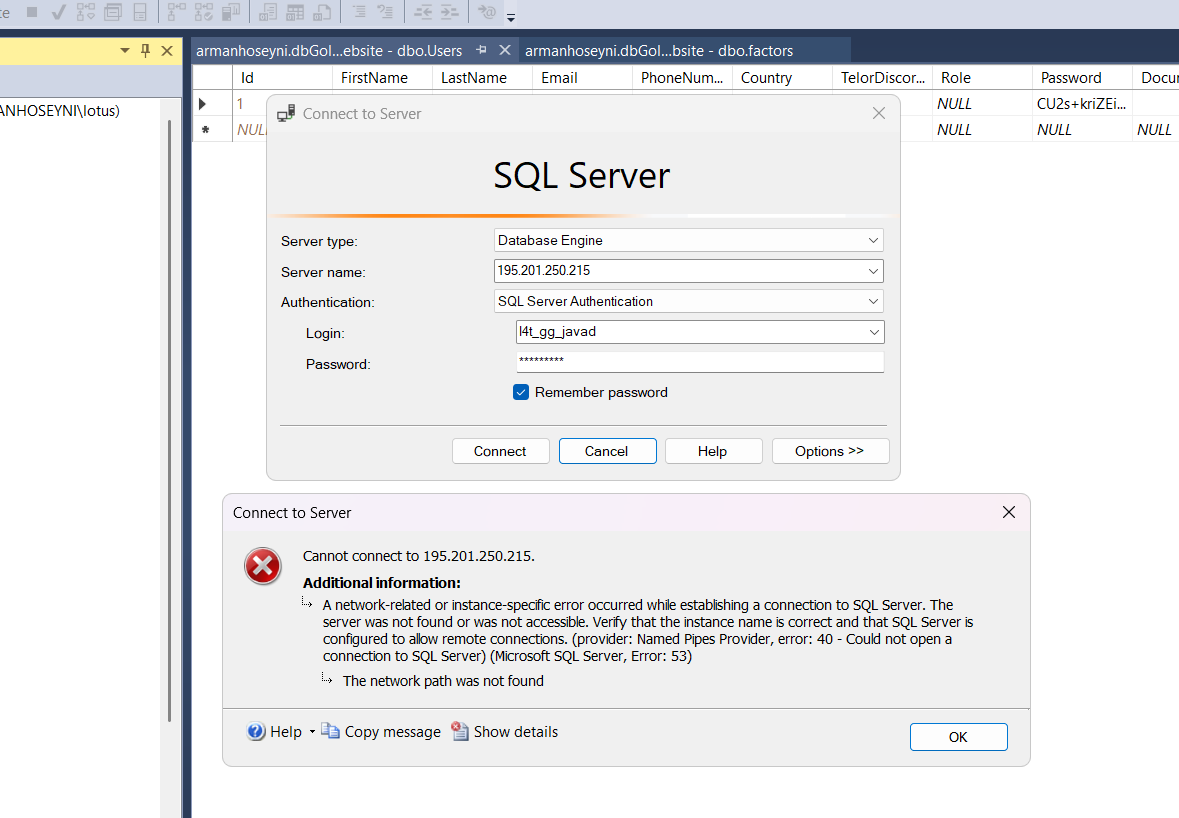 te
armanhoseyni.dbGol...ebsite - dbo.Users
armanhoseyni.dbGol...bsite - dbo.factors
Id FirstName LastName Email PhoneNum... Country TelorDiscor... Role Password Docu
ANHOSEYNI\lotus)
1 NULL CU2s+kriZEi...
* NULL NULL NULL NULL
Connect to Server
SQL Server
Server type: Database Engine
Server name: 195.201.250.215
Authentication: SQL Server Authentication
Login: l4t_gg_javad
Password: *********
Remember password
Connect Cancel Help Options >>
Connect to Server
Cannot connect to 195.201.250.215.
Additional information:
A network-related or instance-specific error occurred while establishing a connection to SQL Server. The
server was not found or was not accessible. Verify that the instance name is correct and that SQL Server is
configured to allow remote connections. (provider: Named Pipes Provider, error: 40 - Could not open a
connection to SQL Server) (Microsoft SQL Server, Error: 53)
The network path was not found
Help Copy message Show details
OK